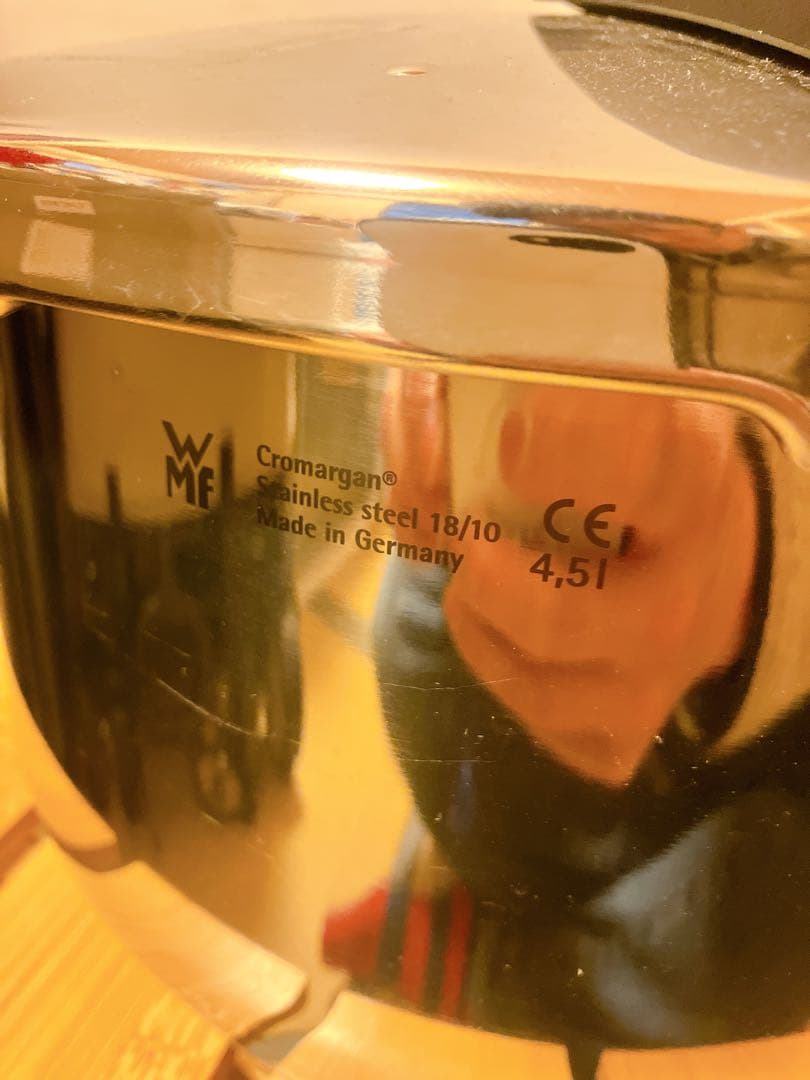 WMF
Cromargan®
Stainless steel 18/10
Made in Germany
CE
4,5l